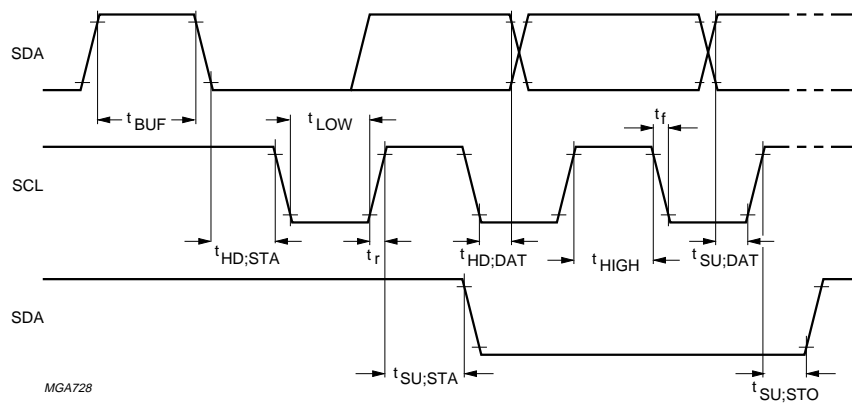 SDA
t BUF
t LOW
t f
SCL
t HD;STA
t r
t HD;DAT
t HIGH
t SU;DAT
SDA
t SU;STA
t SU;STO
MGA728